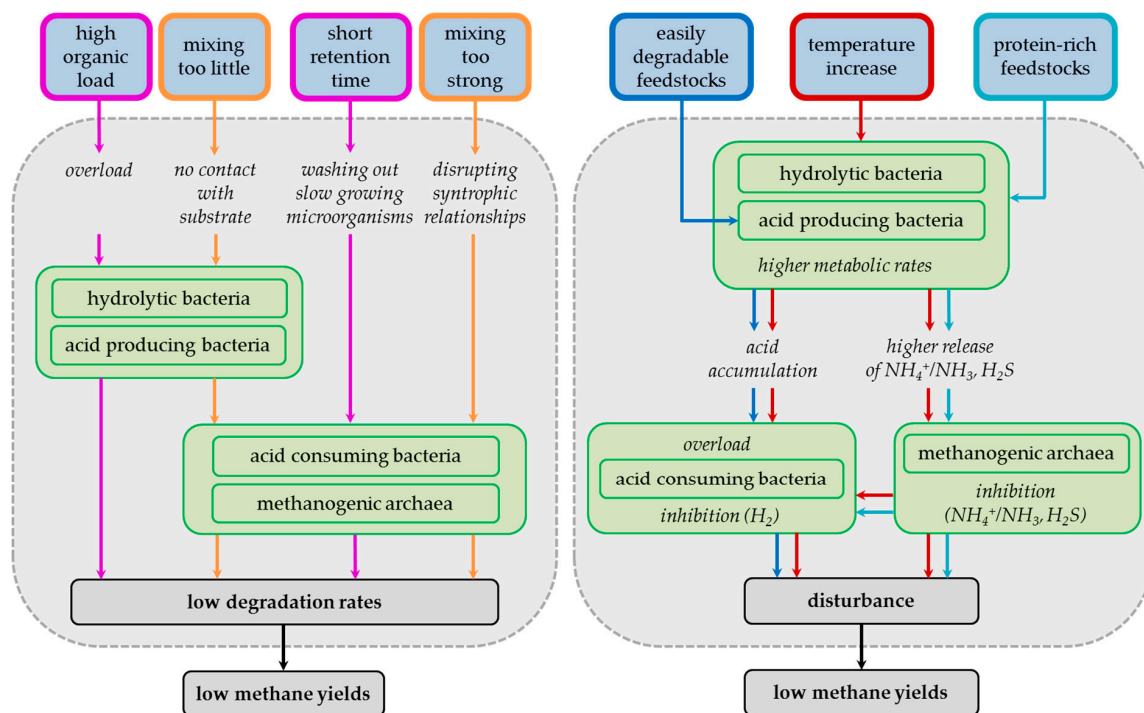 high
organic
load
mixing
too little
short
retention
time
mixing
too
strong
overload
no contact
with
substrate
washing out
slow growing
microorganisms
disrupting
syntrophic
relationships
hydrolytic bacteria
acid producing bacteria
acid consuming bacteria
methanogenic archaea
low degradation rates
low methane yields
easily
degradable
feedstocks
temperature
increase
protein-rich
feedstocks
hydrolytic bacteria
acid producing bacteria
higher metabolic rates
acid
accumulation
higher release
of NH₄⁺/NH₃, H₂S
overload
acid consuming bacteria
inhibition (H₂)
methanogenic archaea
inhibition
(NH₄⁺/NH₃, H₂S)
disturbance
low methane yields